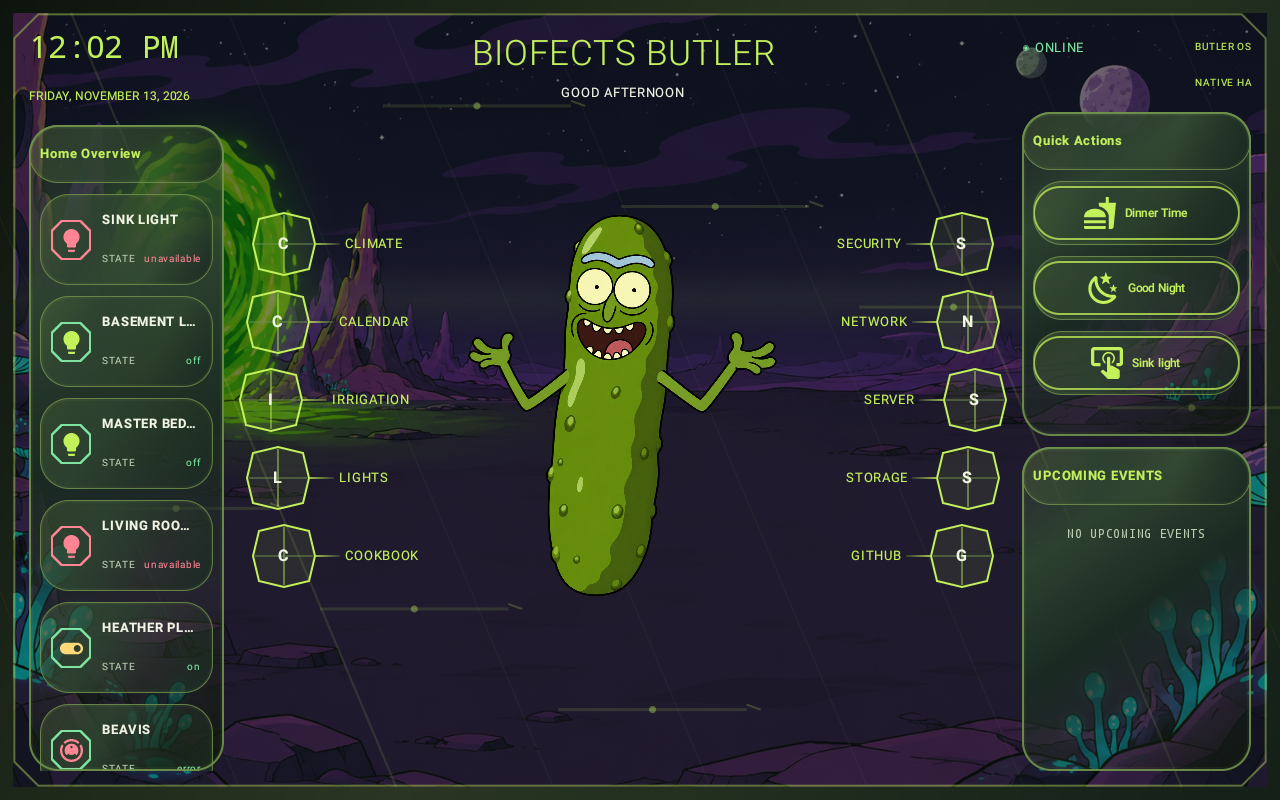 12:02 PM
FRIDAY, NOVEMBER 13, 2026
BIOFECTS BUTLER
GOOD AFTERNOON
ONLINE
BUTLER OS
NATIVE HA
Home Overview
SINK LIGHT
STATE unavailable
BASEMENT L...
STATE off
MASTER BED...
STATE off
LIVING ROO...
STATE unavailable
HEATHER PL...
STATE on
BEAVIS
STATE error
C CLIMATE
C CALENDAR
I IRRIGATION
L LIGHTS
C COOKBOOK
SECURITY S
NETWORK N
SERVER S
STORAGE S
GITHUB G
Quick Actions
Dinner Time
Good Night
Sink light
UPCOMING EVENTS
NO UPCOMING EVENTS